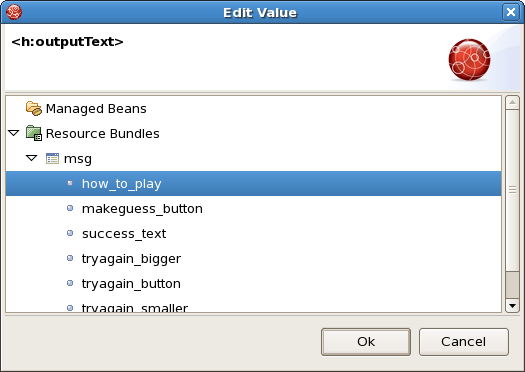 Edit Value
<h:outputText>
Managed Beans
Resource Bundles
msg
how_to_play
makeguess_button
success_text
tryagain_bigger
tryagain_button
tryagain_smaller
Ok
Cancel